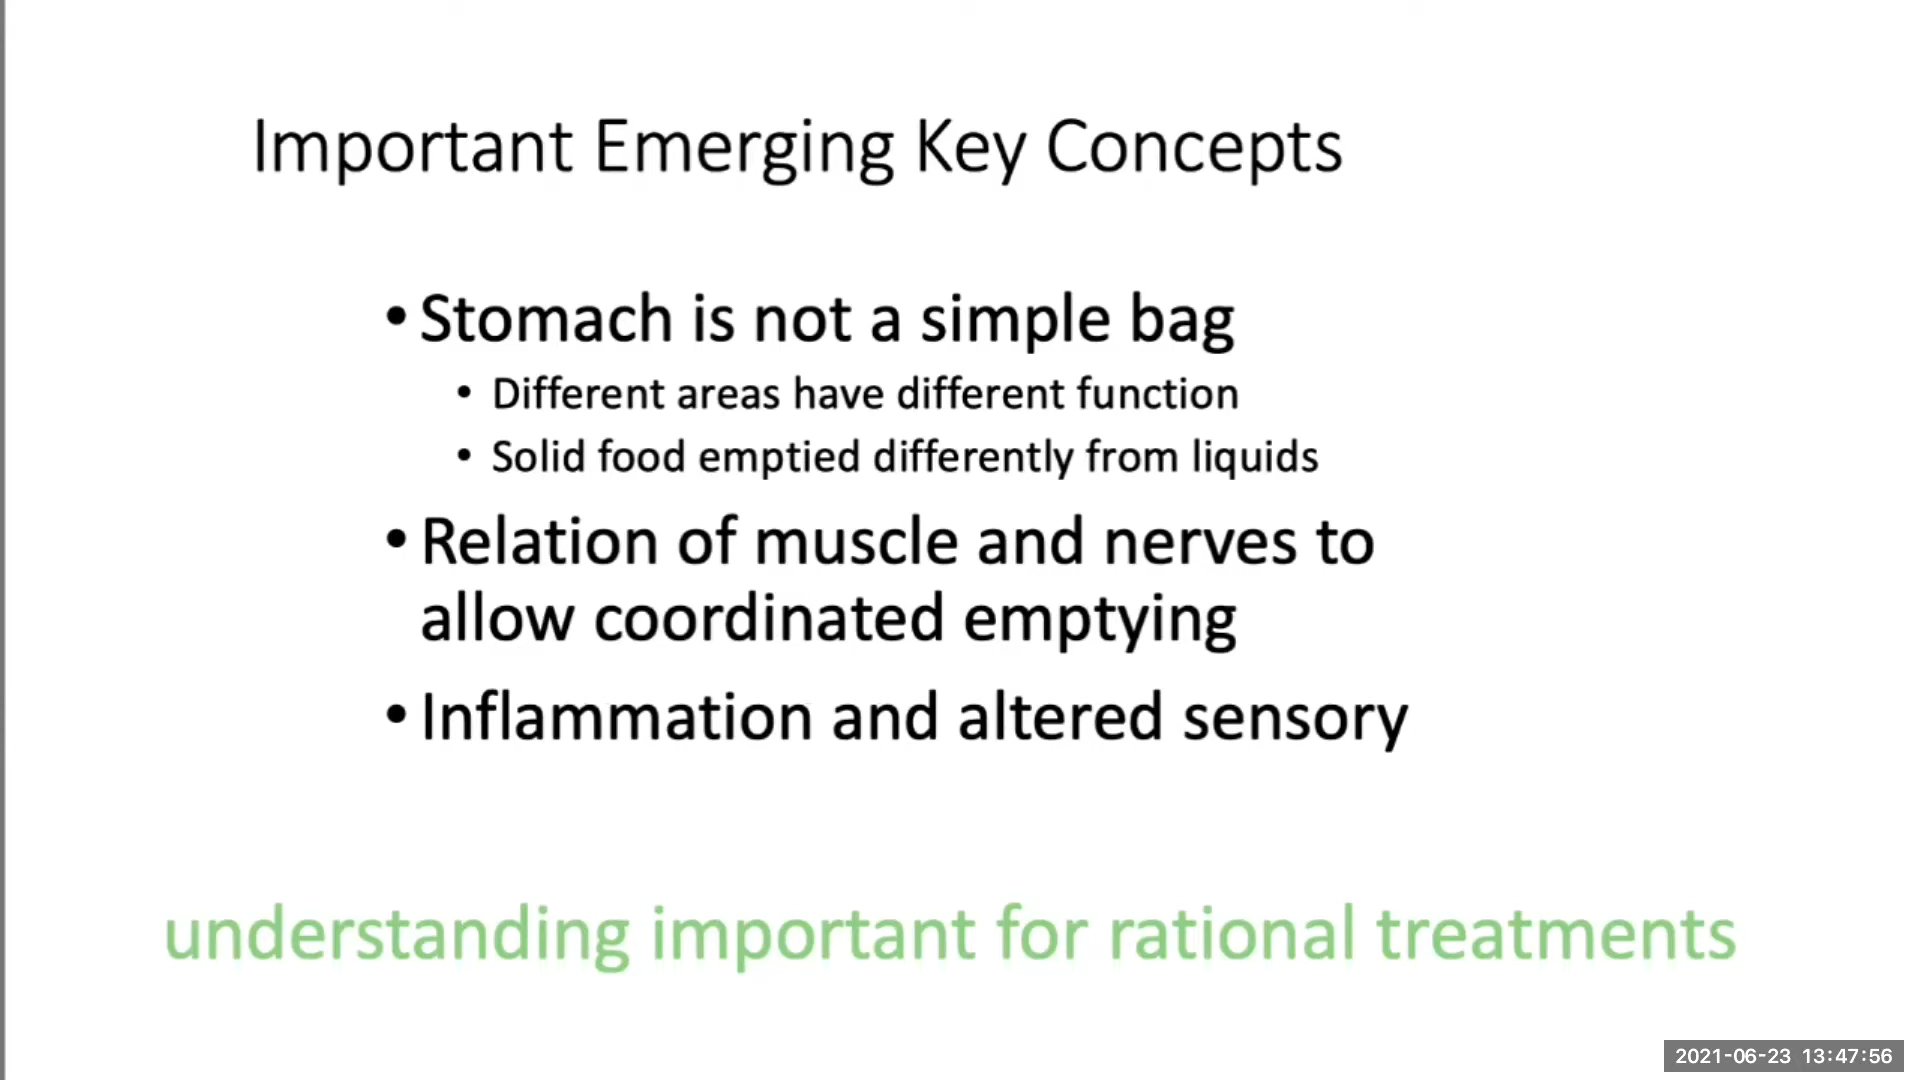 Important Emerging Key Concepts
• Stomach is not a simple bag
• Different areas have different function
• Solid food emptied differently from liquids
• Relation of muscle and nerves to
allow coordinated emptying
• Inflammation and altered sensory
understanding important for rational treatments
2021-06-23 13:47:56